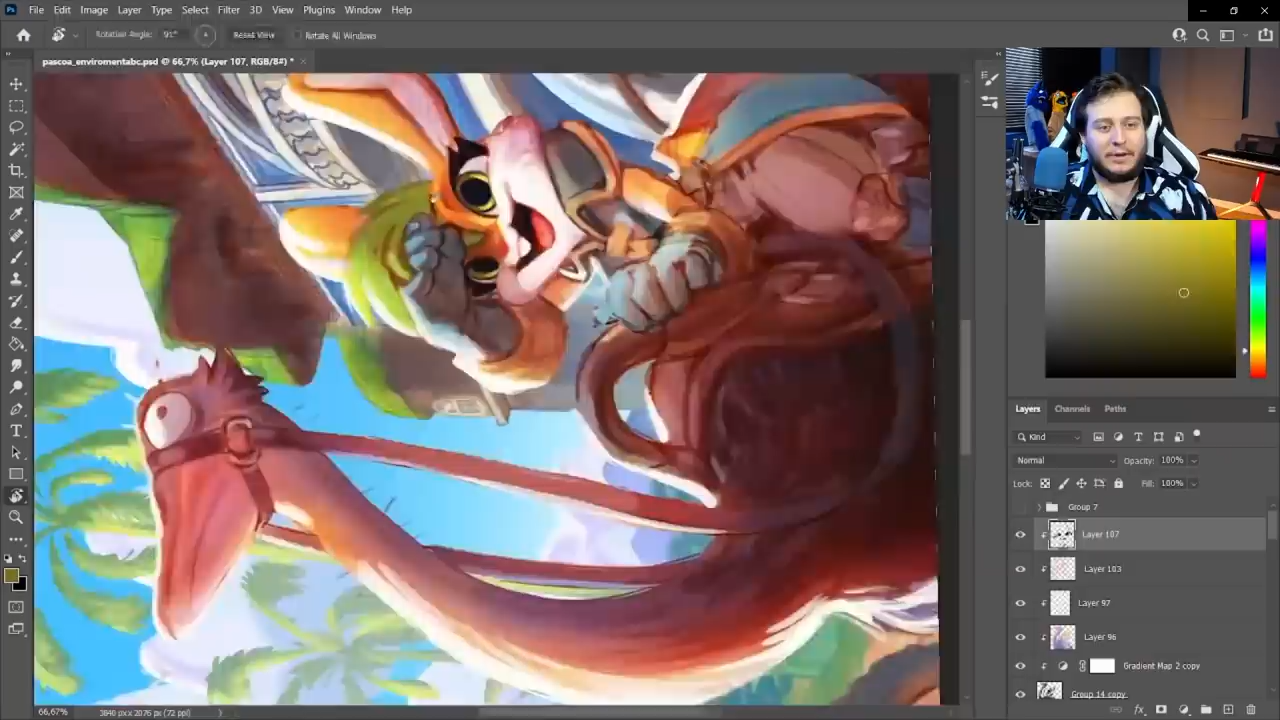 File Edit Image Layer Type Select Filter 3D View Plugins Window Help
Rotation Angle: 91° Reset View Rotate All Windows
pascoa_enviromentabc.psd @ 66,7% (Layer 107, RGB/8#) *
Layers Channels Paths
Kind
Normal Opacity: 100%
Lock: Fill: 100%
Group 7
Layer 107
Layer 103
Layer 97
Layer 96
Gradient Map 2 copy
Group 14 copy
66,67% 3840 px x 2076 px (72 ppi)